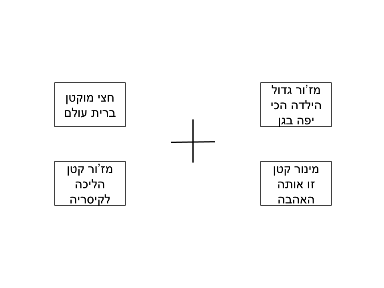 מז'ור גדול
הילדה הכי
יפה בגן
חצי מוקטן
ברית עולם
מינור קטן
זו אותה
האהבה
מז'ור קטן
הליכה
לקיסריה